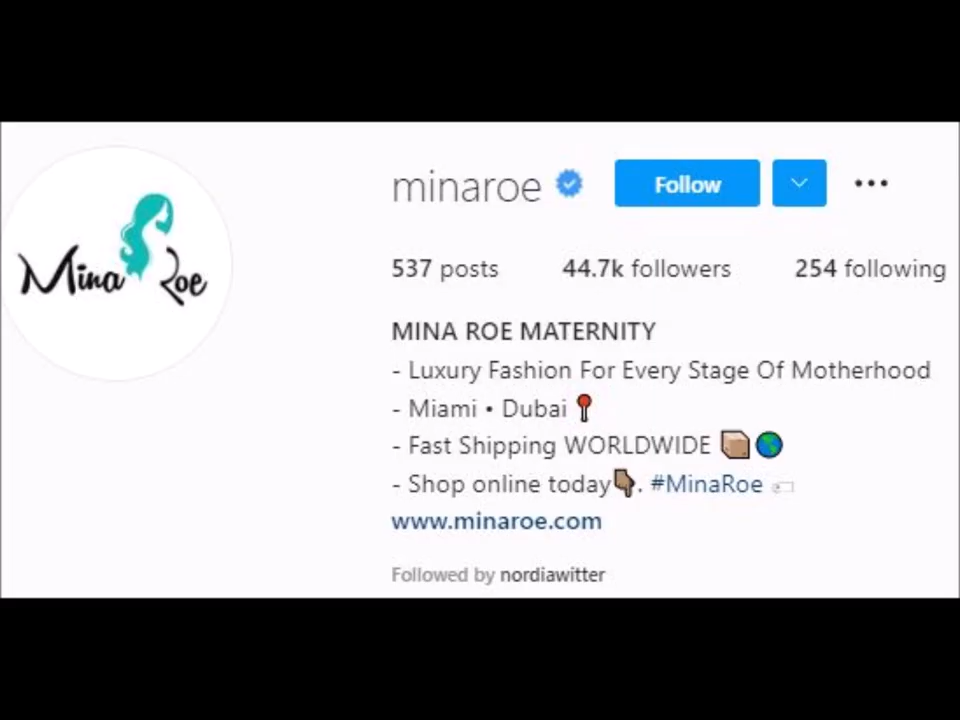 Mina Roe
minaroe Follow
537 posts 44.7k followers 254 following
MINA ROE MATERNITY
- Luxury Fashion For Every Stage Of Motherhood
- Miami • Dubai📍
- Fast Shipping WORLDWIDE 📦🌎
- Shop online today👇🏽. #MinaRoe 🏷
www.minaroe.com
Followed by nordiawitter